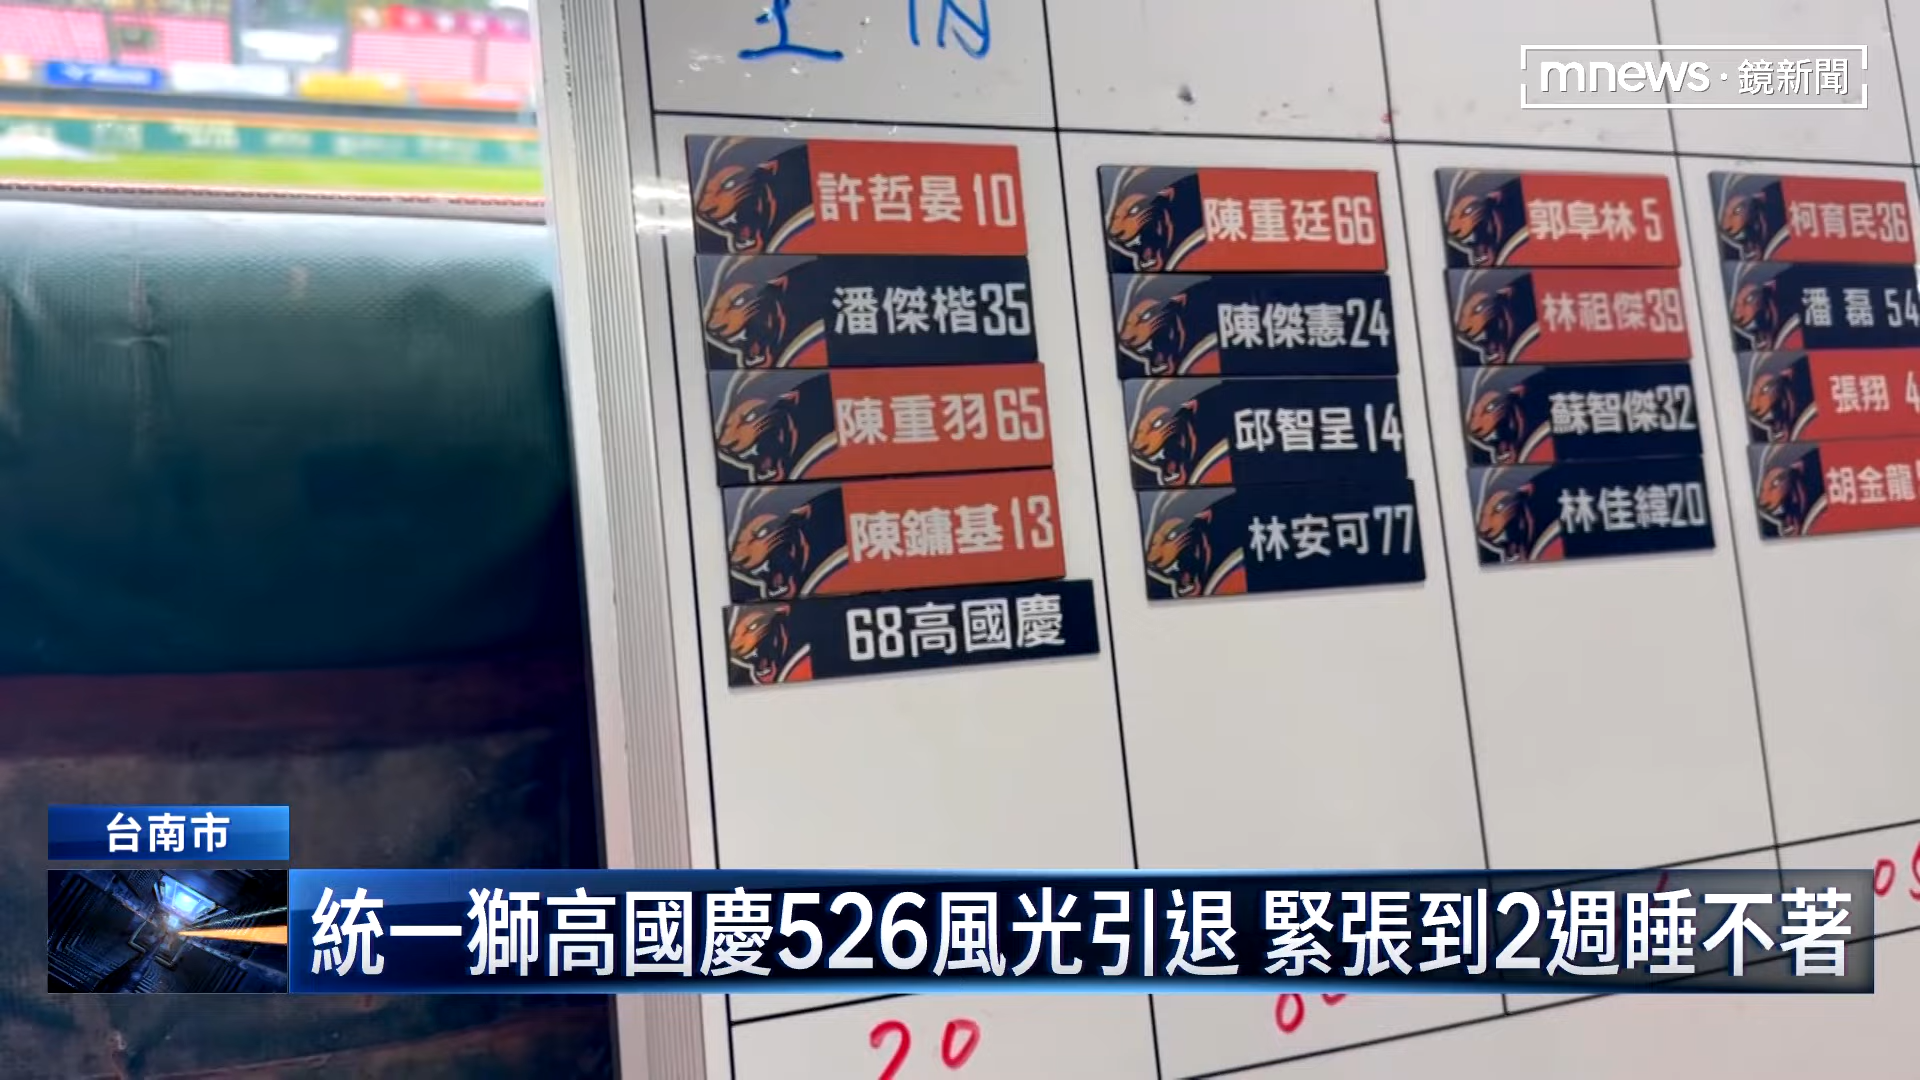 mnews·鏡新聞
許哲晏10
潘傑楷35
陳重羽65
陳鏞基13
68高國慶
陳重廷66
陳傑憲24
邱智呈14
林安可77
郭阜林5
林祖傑39
蘇智傑32
林佳緯20
柯育民36
潘磊54
張翔4
胡金龍
20
台南市
統一獅高國慶526風光引退 緊張到2週睡不著